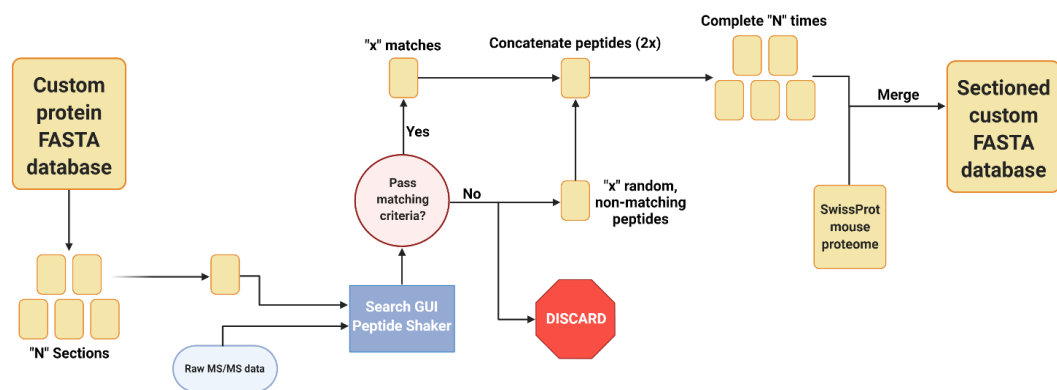 Custom
protein
FASTA
database
"N" Sections
Raw MS/MS data
Search GUI
Peptide Shaker
Pass
matching
criteria?
Yes
No
"x" matches
Concatenate peptides (2x)
"x" random,
non-matching
peptides
DISCARD
Complete "N" times
Merge
SwissProt
mouse
proteome
Sectioned
custom
FASTA
database